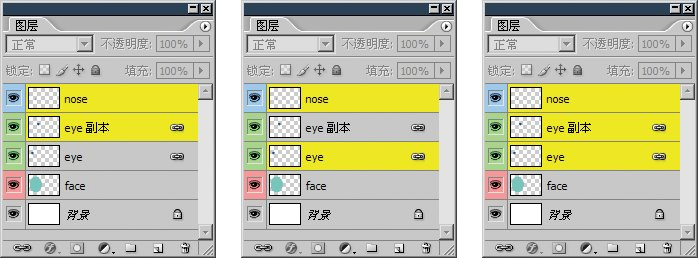 图层
正常 不透明度: 100%
锁定: 填充: 100%
nose
eye 副本
eye
face
背景
图层
正常 不透明度: 100%
锁定: 填充: 100%
nose
eye 副本
eye
face
背景
图层
正常 不透明度: 100%
锁定: 填充: 100%
nose
eye 副本
eye
face
背景